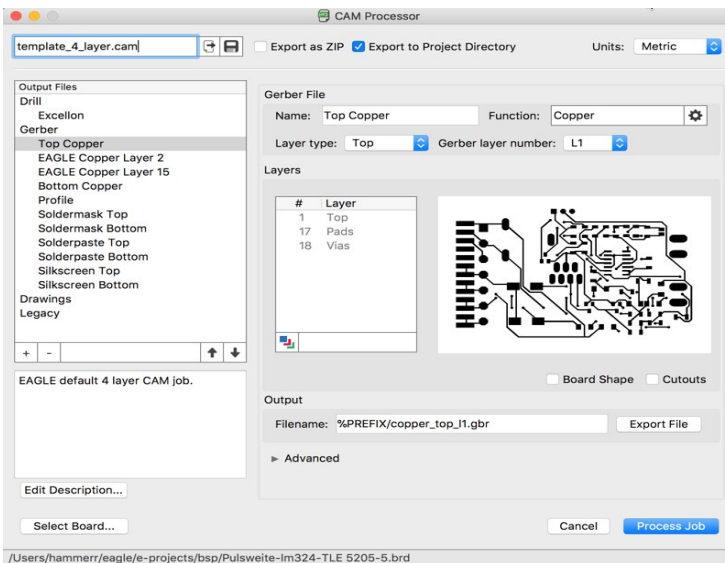 CAM Processor
template_4_layer.cam
Export as ZIP Export to Project Directory Units: Metric
Output Files
Drill
Excellon
Gerber
Top Copper
EAGLE Copper Layer 2
EAGLE Copper Layer 15
Bottom Copper
Profile
Soldermask Top
Soldermask Bottom
Solderpaste Top
Solderpaste Bottom
Silkscreen Top
Silkscreen Bottom
Drawings
Legacy
+ -
EAGLE default 4 layer CAM job.
Edit Description...
Select Board...
Gerber File
Name: Top Copper Function: Copper
Layer type: Top Gerber layer number: L1
Layers
# Layer
1 Top
17 Pads
18 Vias
Board Shape Cutouts
Output
Filename: %PREFIX/copper_top_l1.gbr Export File
Advanced
Cancel Process Job
/Users/hammerr/eagle/e-projects/bsp/Pulsweite-lm324-TLE 5205-5.brd